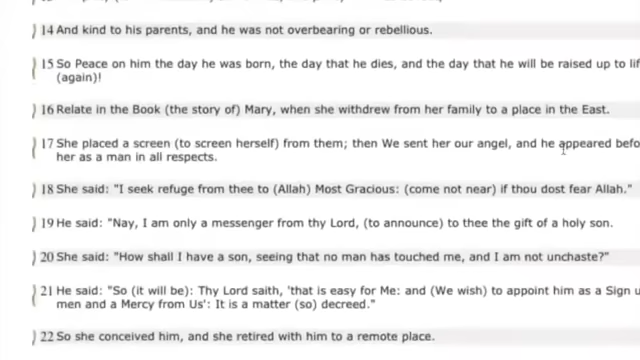 14 And kind to his parents, and he was not overbearing or rebellious.
15 So Peace on him the day he was born, the day that he dies, and the day that he will be raised up to
(again)!
16 Relate in the Book (the story of) Mary, when she withdrew from her family to a place in the East.
17 She placed a screen (to screen herself) from them; then We sent her our angel, and he appeared
her as a man in all respects.
18 She said: "I seek refuge from thee to (Allah) Most Gracious: (come not near) if thou dost fear Allah."
19 He said: "Nay, I am only a messenger from thy Lord, (to announce) to thee the gift of a holy son.
20 She said: "How shall I have a son, seeing that no man has touched me, and I am not unchaste?"
21 He said: "So (it will be): Thy Lord saith, 'that is easy for Me: and (We wish) to appoint him as a Sign
men and a Mercy from Us': It is a matter (so) decreed."
22 So she conceived him, and she retired with him to a remote place.